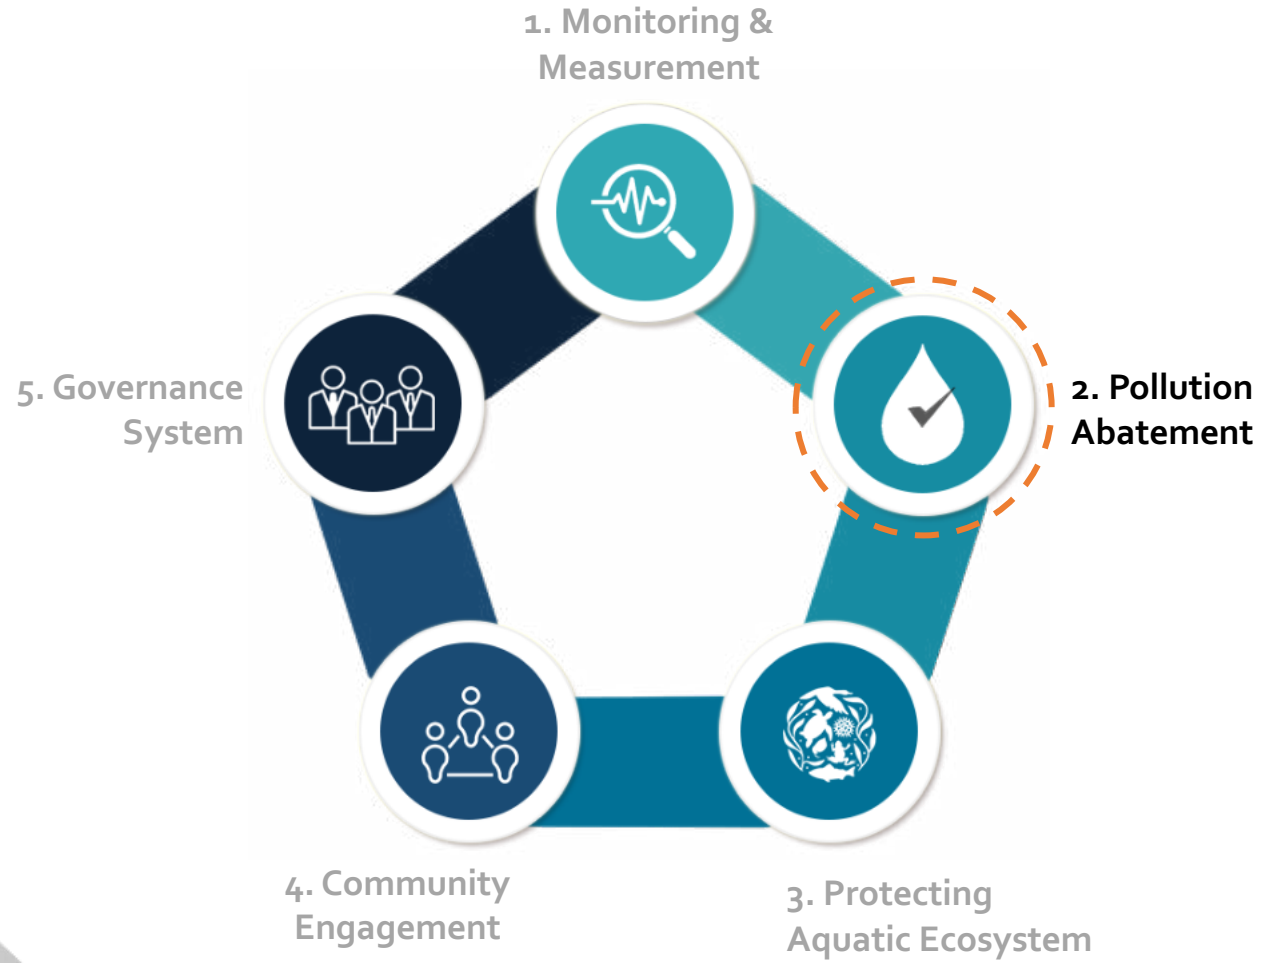 1. Monitoring &
Measurement
2. Pollution
Abatement
3. Protecting
Aquatic Ecosystem
4. Community
Engagement
5. Governance
System